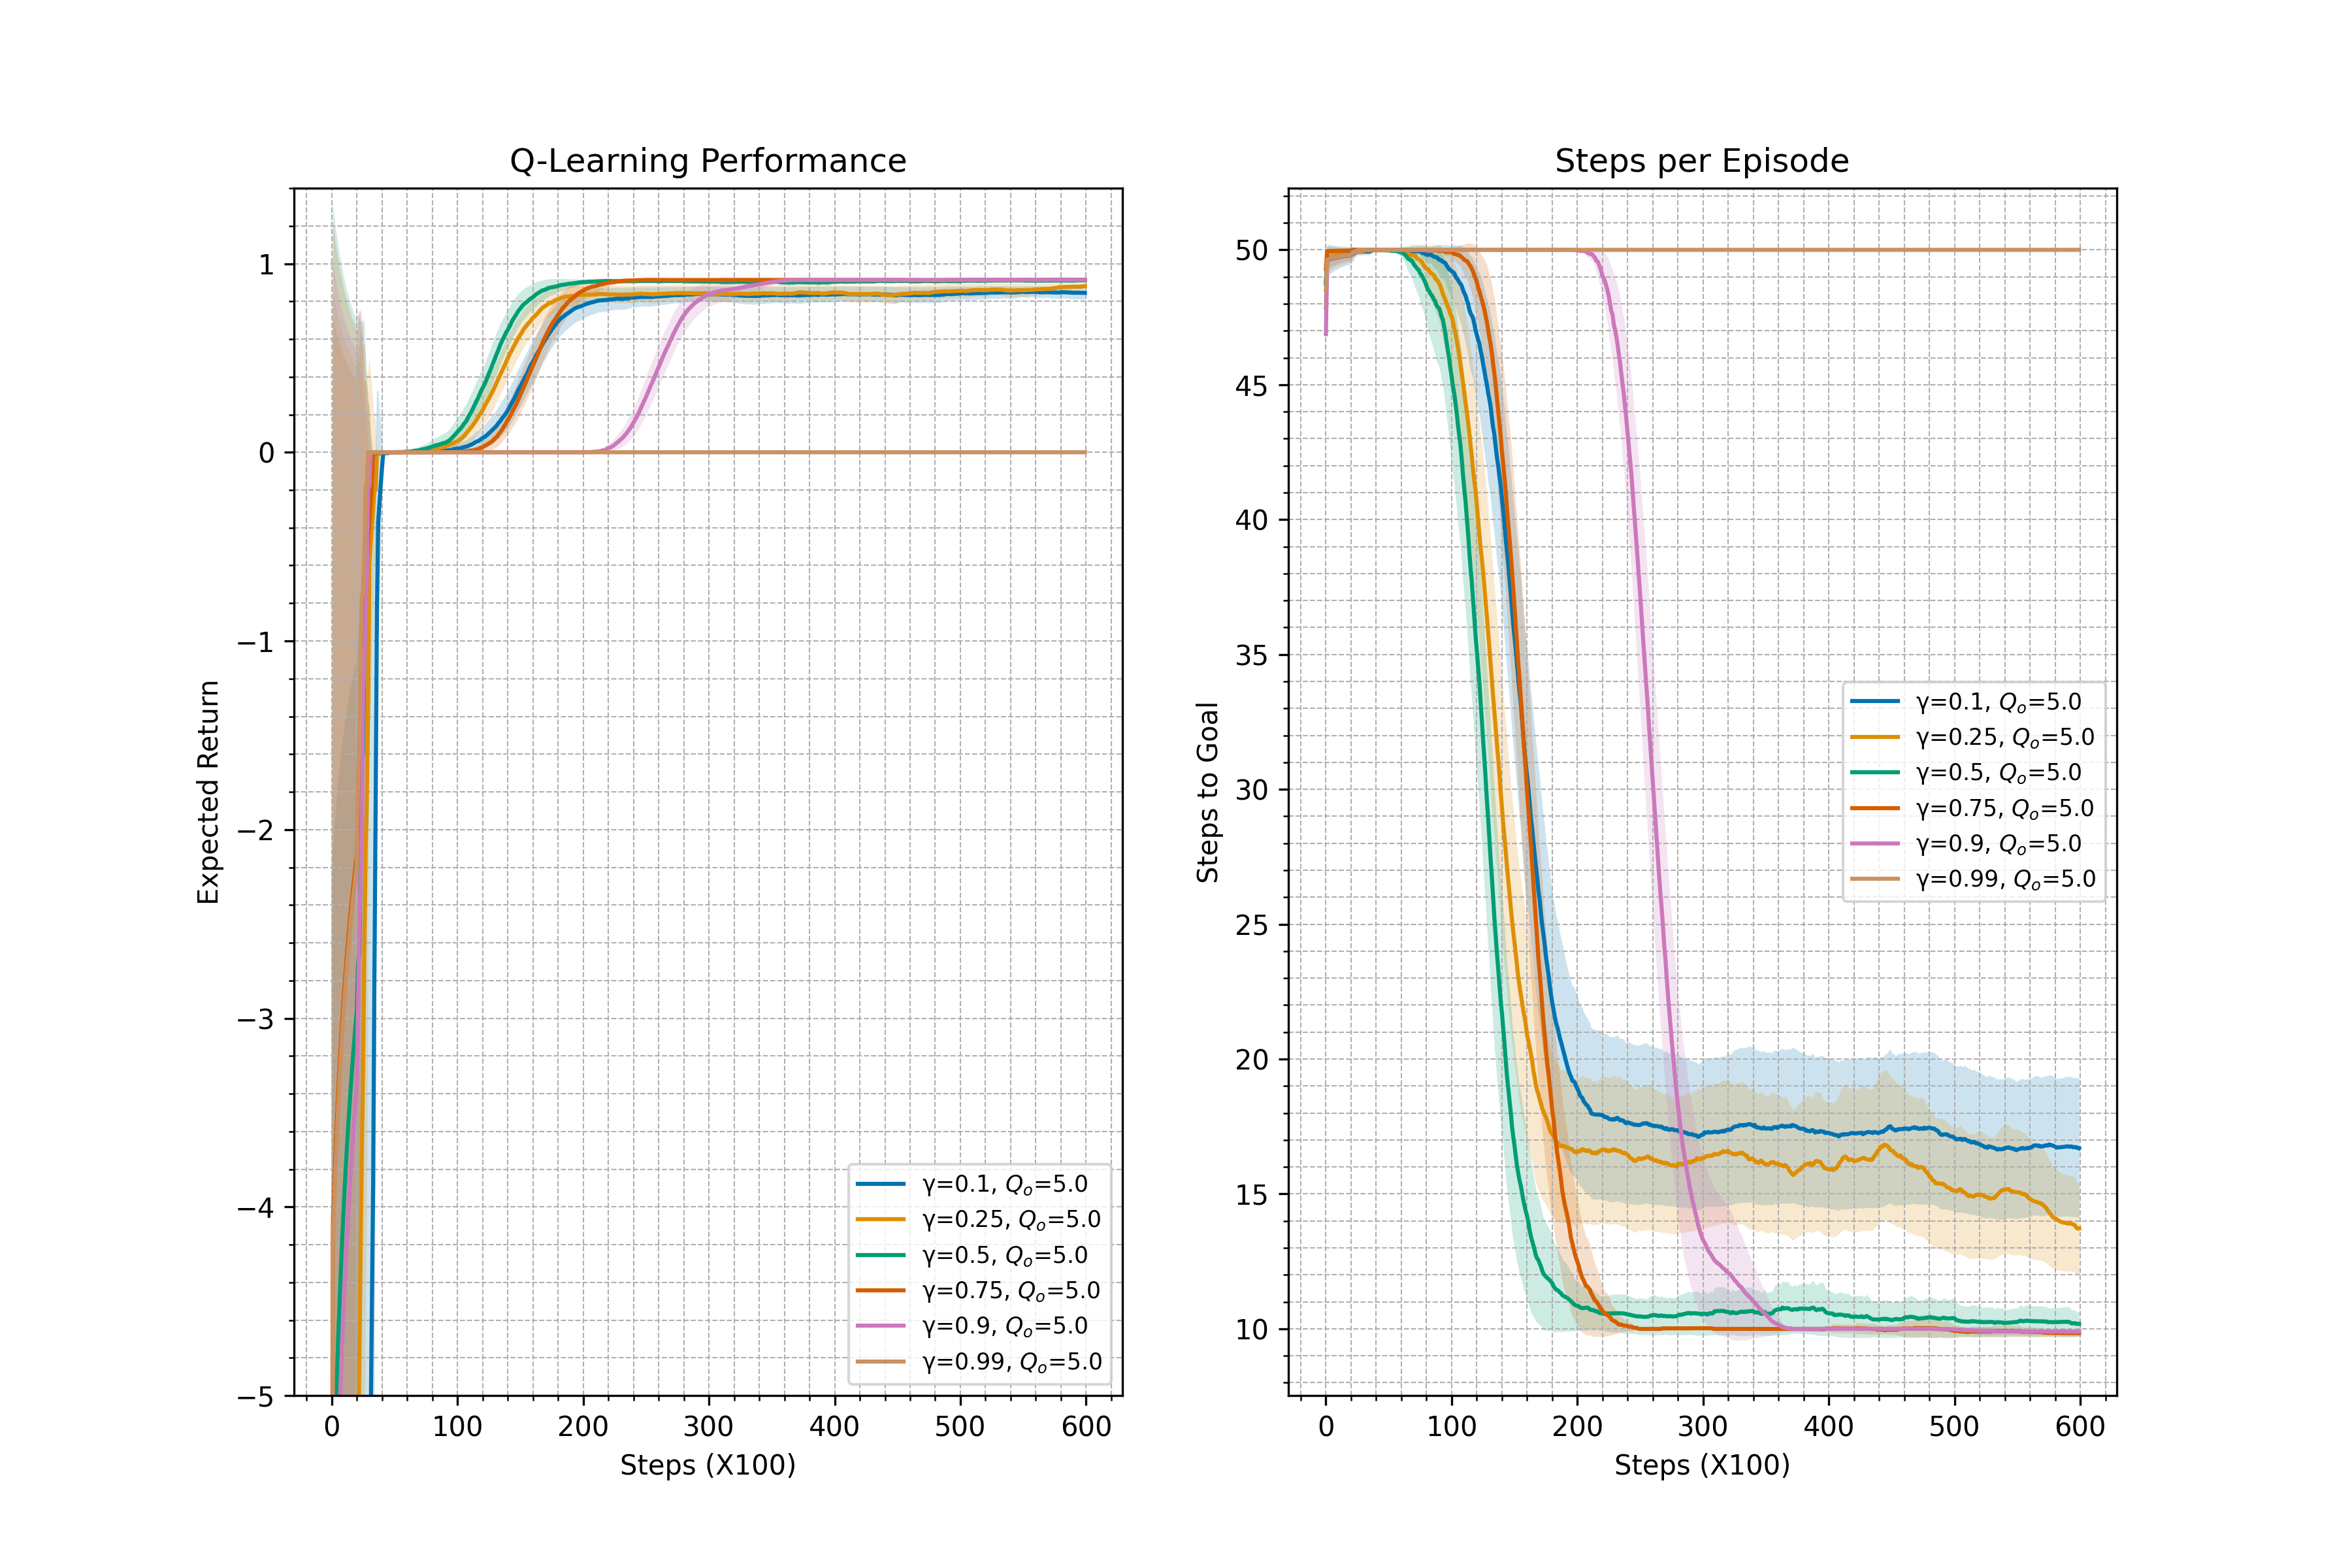 Q-Learning Performance
1
0
−1
−2
−3
−4
−5
Expected Return
0 100 200 300 400 500 600
Steps (X100)
γ=0.1, Qo=5.0
γ=0.25, Qo=5.0
γ=0.5, Qo=5.0
γ=0.75, Qo=5.0
γ=0.9, Qo=5.0
γ=0.99, Qo=5.0
Steps per Episode
50
45
40
35
30
25
20
15
10
Steps to Goal
0 100 200 300 400 500 600
Steps (X100)
γ=0.1, Qo=5.0
γ=0.25, Qo=5.0
γ=0.5, Qo=5.0
γ=0.75, Qo=5.0
γ=0.9, Qo=5.0
γ=0.99, Qo=5.0